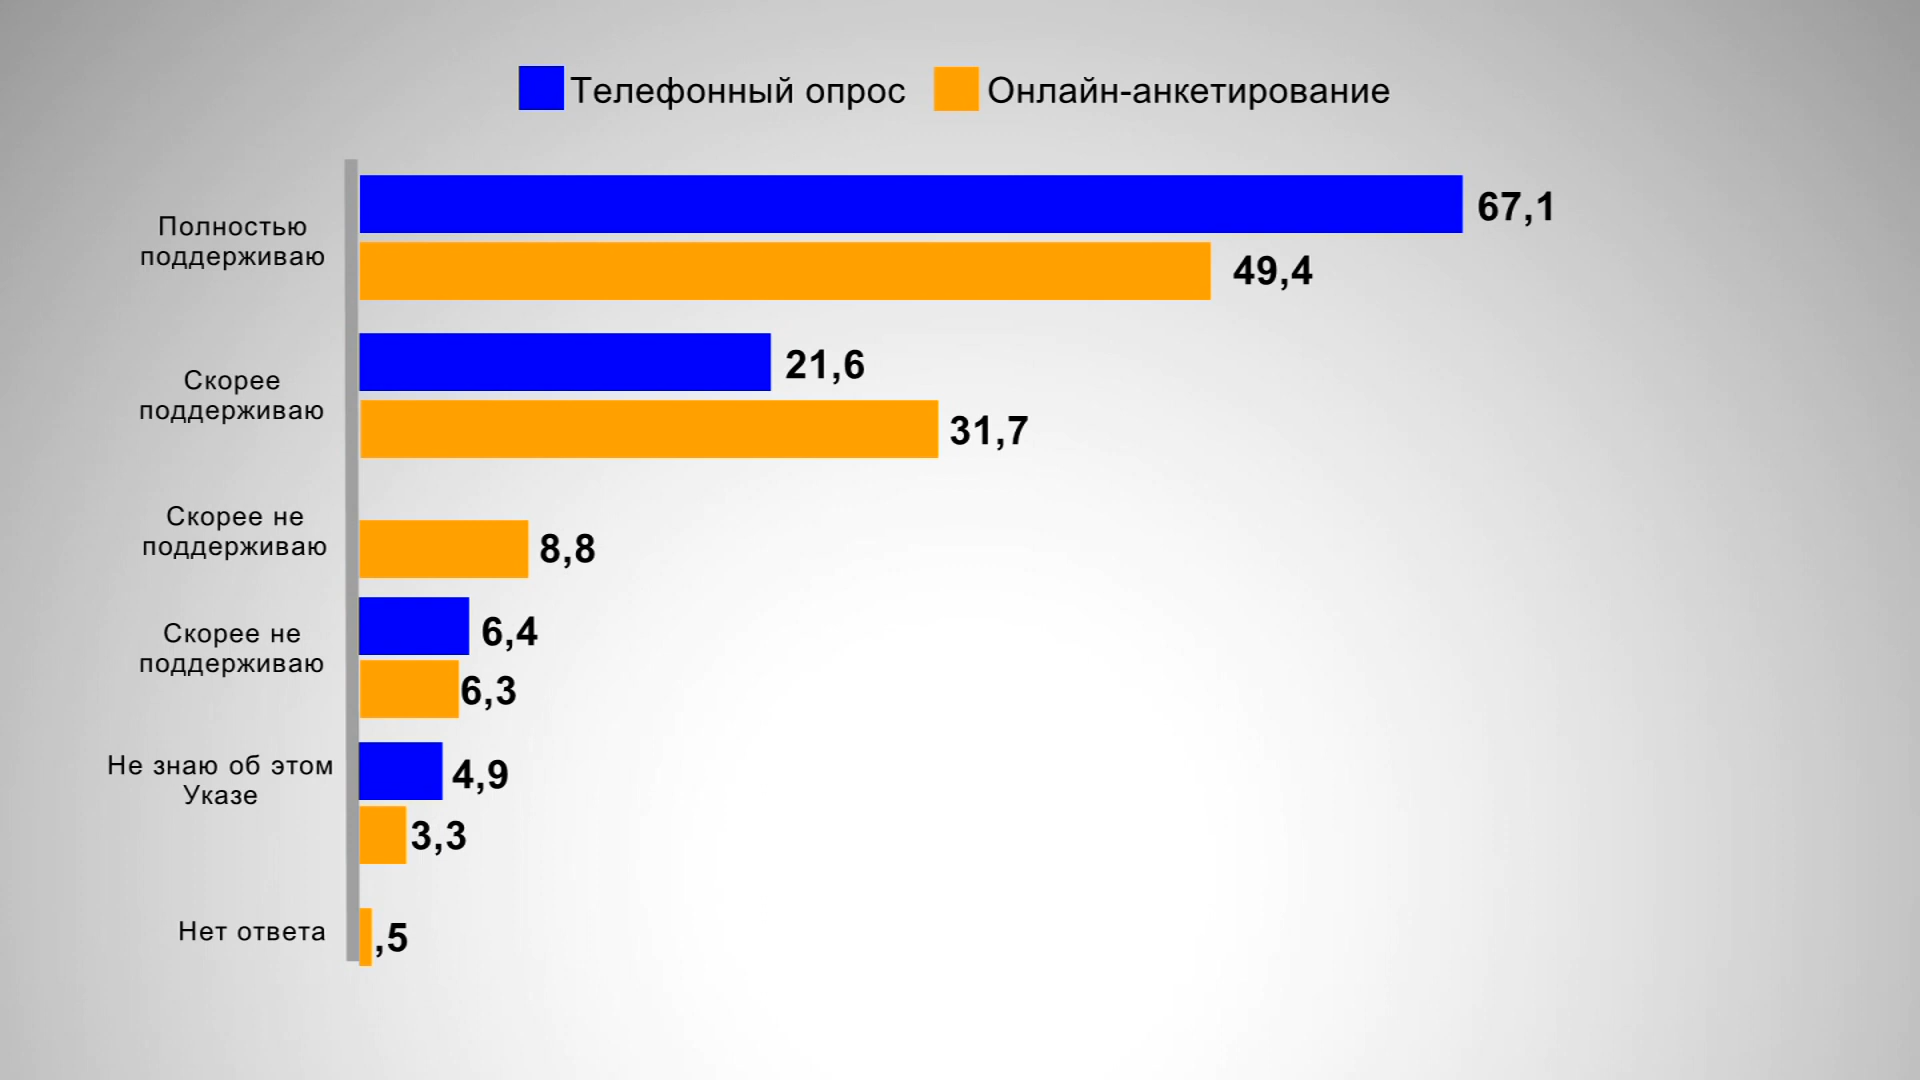 Телефонный опрос
Онлайн-анкетирование
Полностью
поддерживаю
67,1
49,4
Скорее
поддерживаю
21,6
31,7
Скорее не
поддерживаю
8,8
Скорее не
поддерживаю
6,4
6,3
Не знаю об этом
Указе
4,9
3,3
Нет ответа
,5